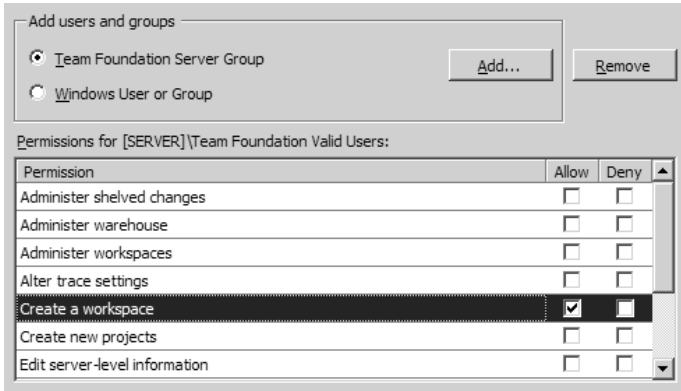 Add users and groups
Team Foundation Server Group
Add...
Remove
Windows User or Group
Permissions for [SERVER]\Team Foundation Valid Users:
Permission Allow Deny
Administer shelved changes
Administer warehouse
Administer workspaces
Alter trace settings
Create a workspace
Create new projects
Edit server-level information